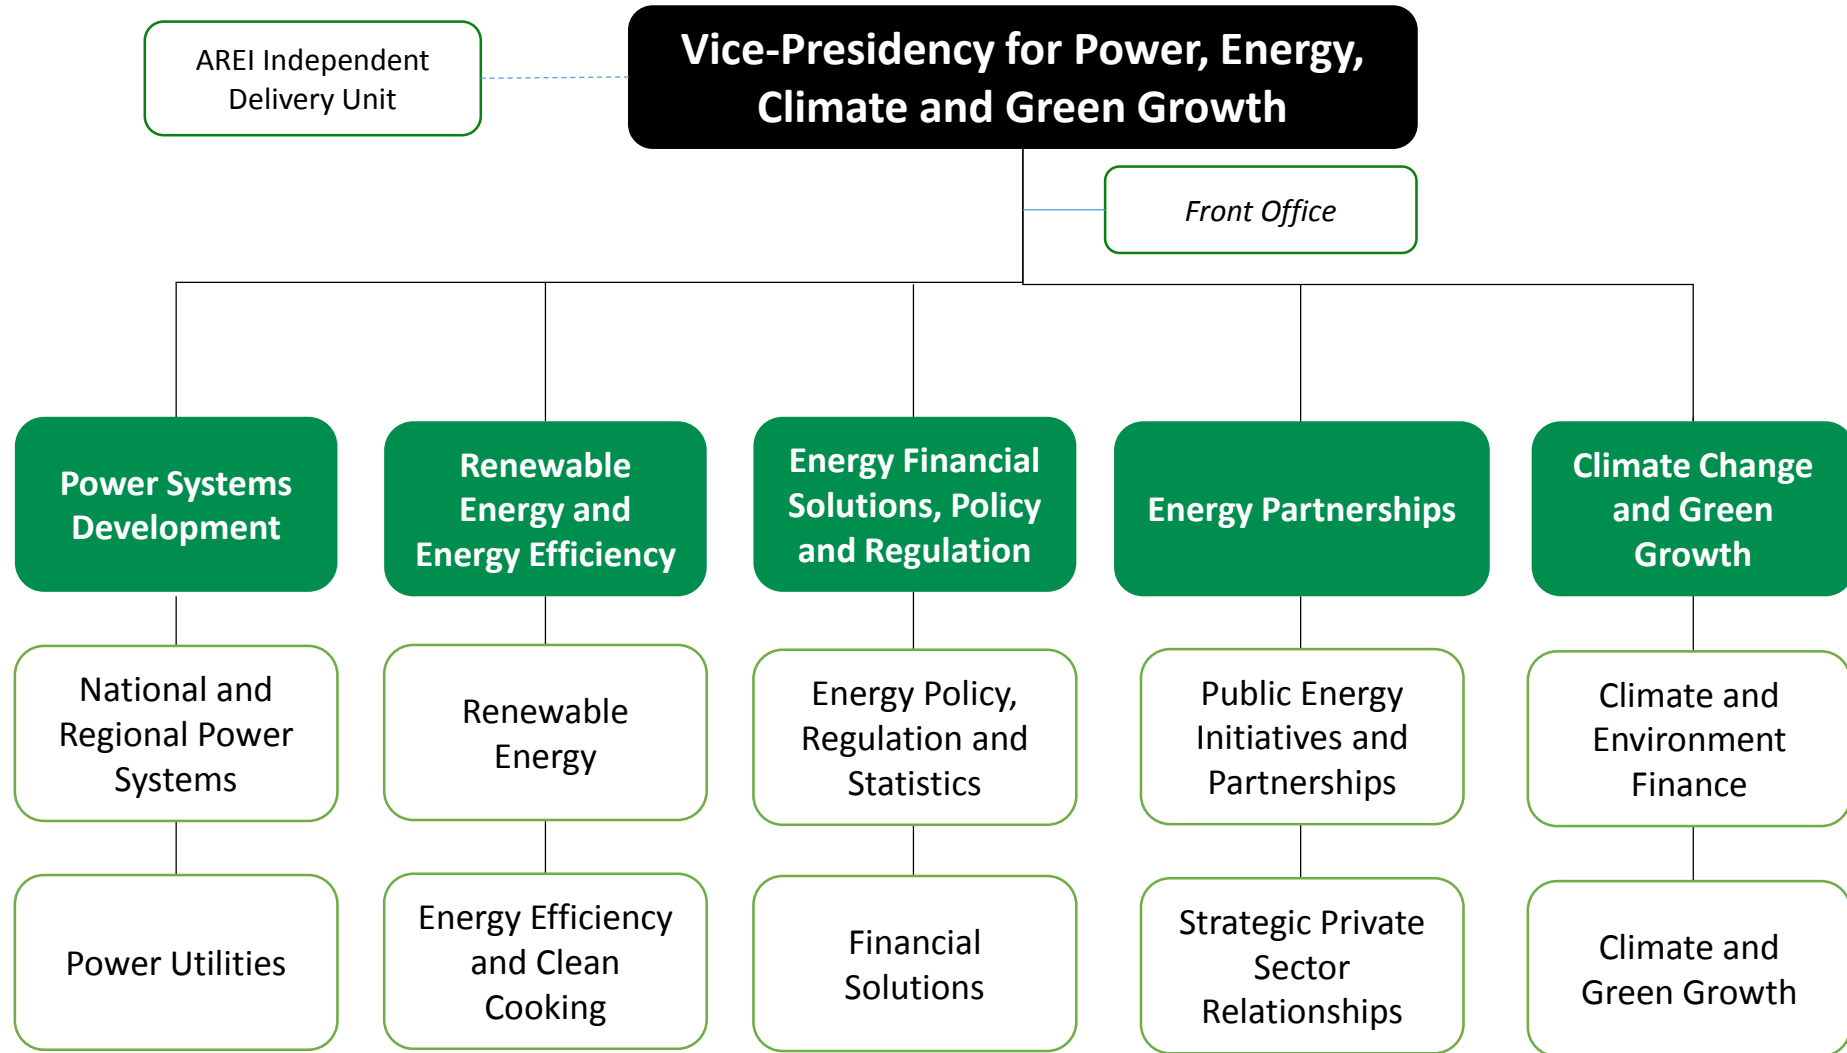 AREI Independent
Delivery Unit
Vice-Presidency for Power, Energy,
Climate and Green Growth
Front Office
Power Systems
Development
Renewable
Energy and
Energy Efficiency
Energy Financial
Solutions, Policy
and Regulation
Energy Partnerships
Climate Change
and Green
Growth
National and
Regional Power
Systems
Renewable
Energy
Energy Policy,
Regulation and
Statistics
Public Energy
Initiatives and
Partnerships
Climate and
Environment
Finance
Power Utilities
Energy Efficiency
and Clean
Cooking
Financial
Solutions
Strategic Private
Sector
Relationships
Climate and
Green Growth